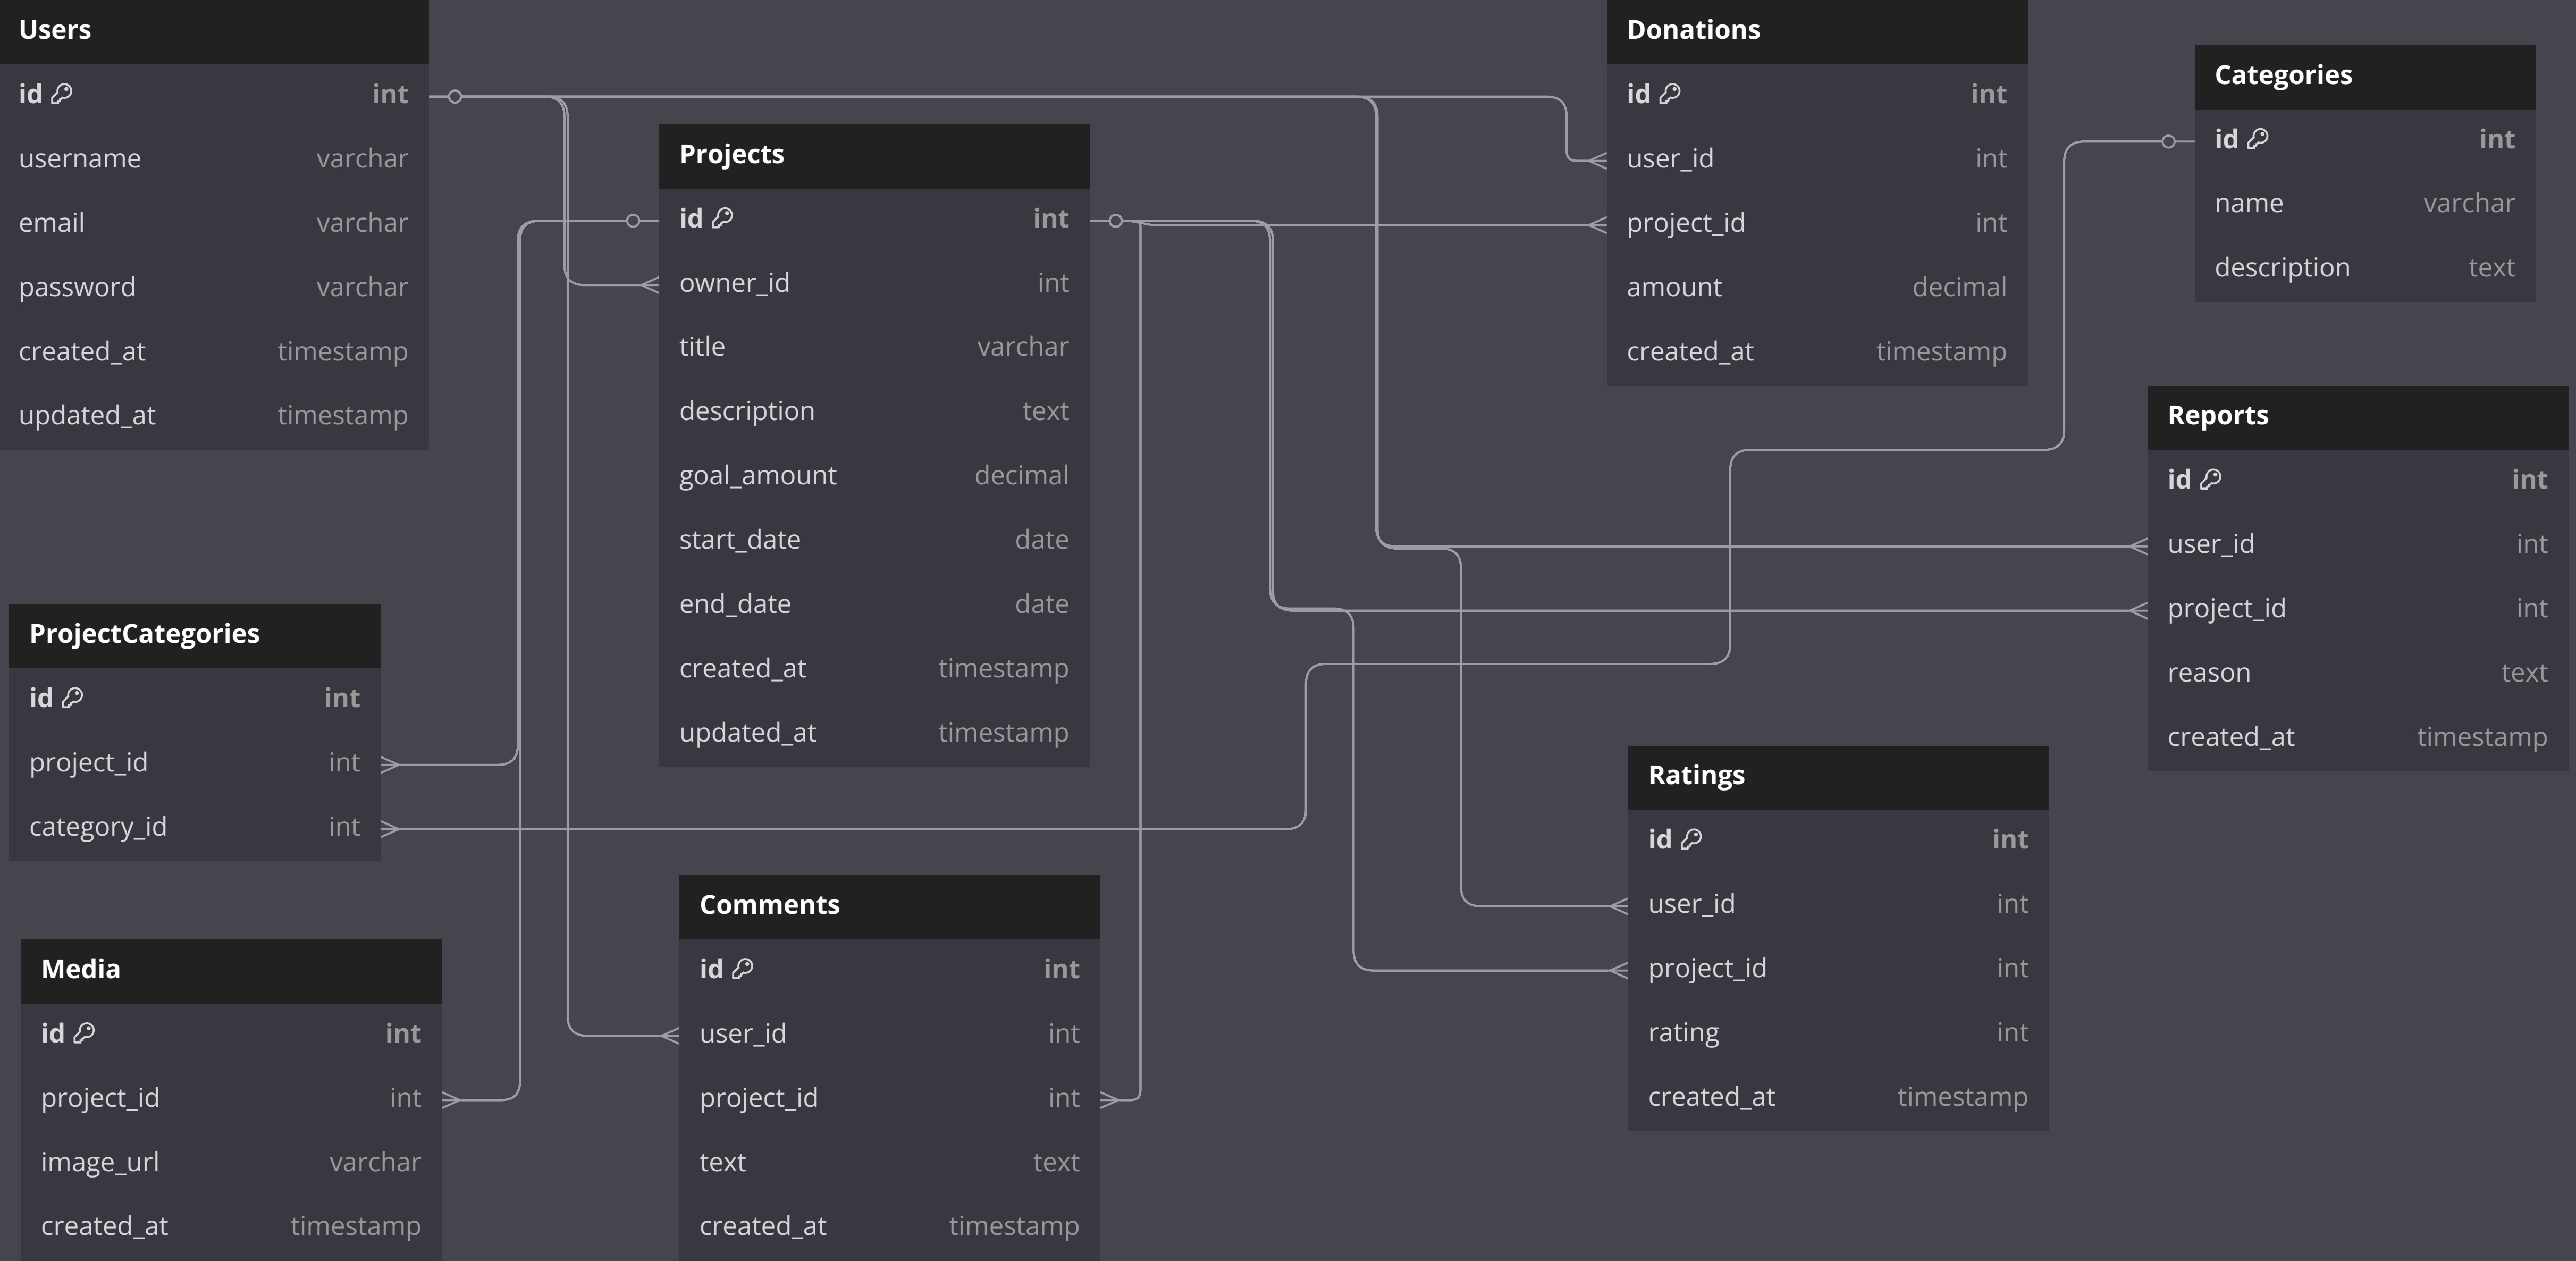 Users
id int
username varchar
email varchar
password varchar
created_at timestamp
updated_at timestamp
Projects
id int
owner_id int
title varchar
description text
goal_amount decimal
start_date date
end_date date
created_at timestamp
updated_at timestamp
Donations
id int
user_id int
project_id int
amount decimal
created_at timestamp
Categories
id int
name varchar
description text
Reports
id int
user_id int
project_id int
reason text
created_at timestamp
ProjectCategories
id int
project_id int
category_id int
Ratings
id int
user_id int
project_id int
rating int
created_at timestamp
Comments
id int
user_id int
project_id int
text text
created_at timestamp
Media
id int
project_id int
image_url varchar
created_at timestamp